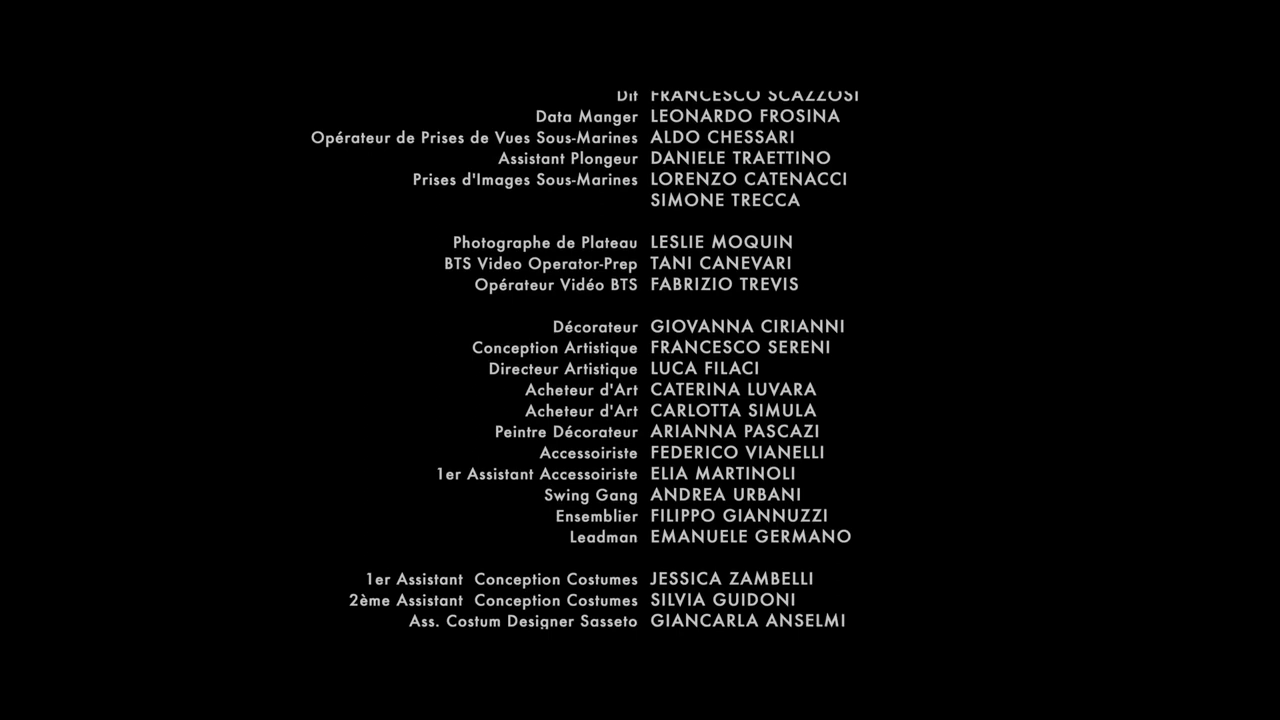 Dit FRANCESCO SCAZZOSI
Data Manger LEONARDO FROSINA
Opérateur de Prises de Vues Sous-Marines ALDO CHESSARI
Assistant Plongeur DANIELE TRAETTINO
Prises d'Images Sous-Marines LORENZO CATENACCI
SIMONE TRECCA
Photographe de Plateau LESLIE MOQUIN
BTS Video Operator-Prep TANI CANEVARI
Opérateur Vidéo BTS FABRIZIO TREVIS
Décorateur GIOVANNA CIRIANNI
Conception Artistique FRANCESCO SERENI
Directeur Artistique LUCA FILACI
Acheteur d'Art CATERINA LUVARA
Acheteur d'Art CARLOTTA SIMULA
Peintre Décorateur ARIANNA PASCAZI
Accessoiriste FEDERICO VIANELLI
1er Assistant Accessoiriste ELIA MARTINOLI
Swing Gang ANDREA URBANI
Ensemblier FILIPPO GIANNUZZI
Leadman EMANUELE GERMANO
1er Assistant  Conception Costumes JESSICA ZAMBELLI
2ème Assistant  Conception Costumes SILVIA GUIDONI
Ass. Costum Designer Sasseto GIANCARLA ANSELMI